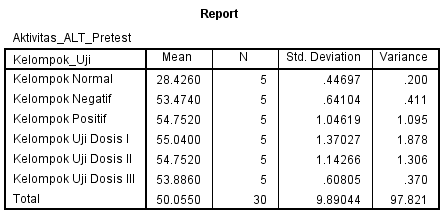 Report
Aktivitas_ALT_Pretest
Kelompok_Uji Mean N Std. Deviation Variance
Kelompok Normal 28.4260 5 .44697 .200
Kelompok Negatif 53.4740 5 .64104 .411
Kelompok Positif 54.7520 5 1.04619 1.095
Kelompok Uji Dosis I 55.0400 5 1.37027 1.878
Kelompok Uji Dosis II 54.7520 5 1.14266 1.306
Kelompok Uji Dosis III 53.8860 5 .60805 .370
Total 50.0550 30 9.89044 97.821